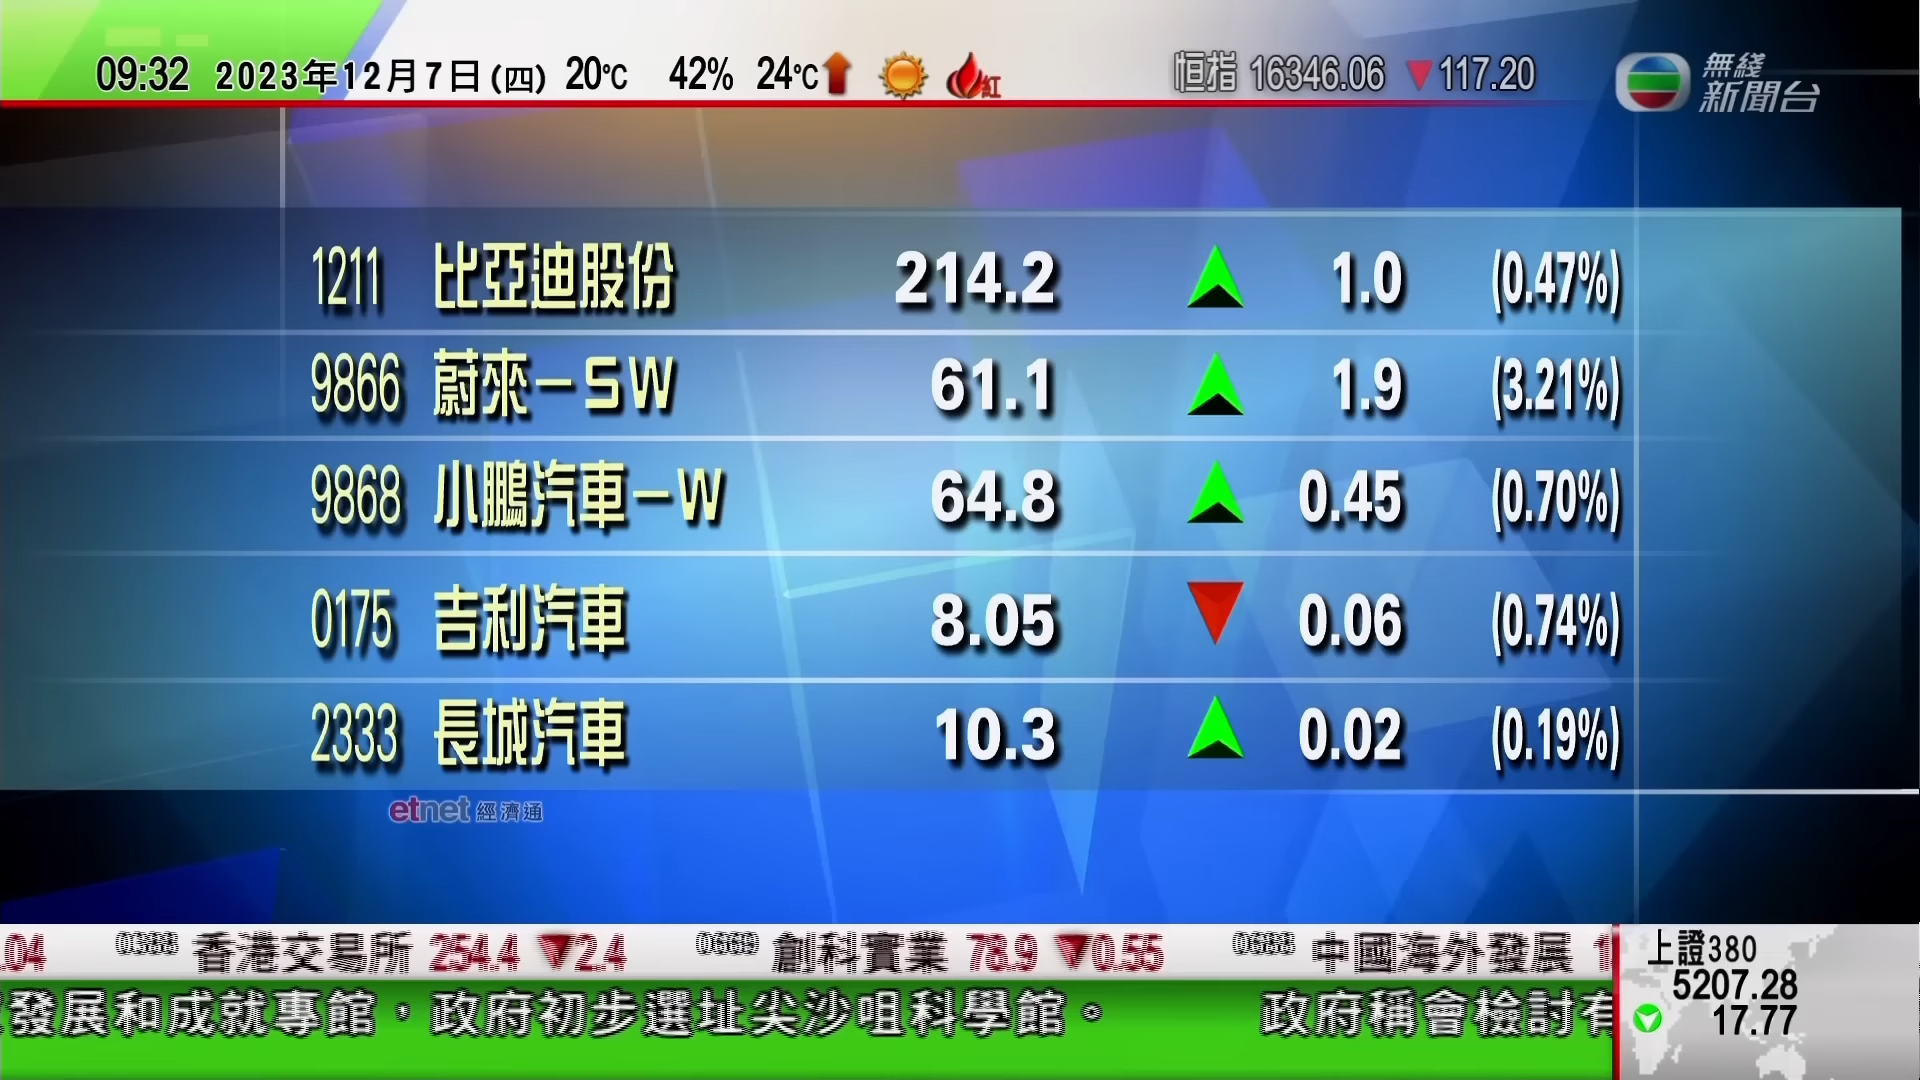 09:32 2023年12月7日(四) 20℃ 42% 24℃ 紅 恒指 16346.06 ▼117.20
無綫
新聞台
1211 比亞迪股份 214.2 ▲ 1.0 (0.47%)
9866 蔚來－SW 61.1 ▲ 1.9 (3.21%)
9868 小鵬汽車－W 64.8 ▲ 0.45 (0.70%)
0175 吉利汽車 8.05 ▼ 0.06 (0.74%)
2333 長城汽車 10.3 ▲ 0.02 (0.19%)
etnet 經濟通
.04 0388 香港交易所 254.4 ▼2.4 0669 創科實業 78.9 ▼0.55 0688 中國海外發展
發展和成就專館，政府初步選址尖沙咀科學館。 政府稱會檢討有
上證380
5207.28
17.77